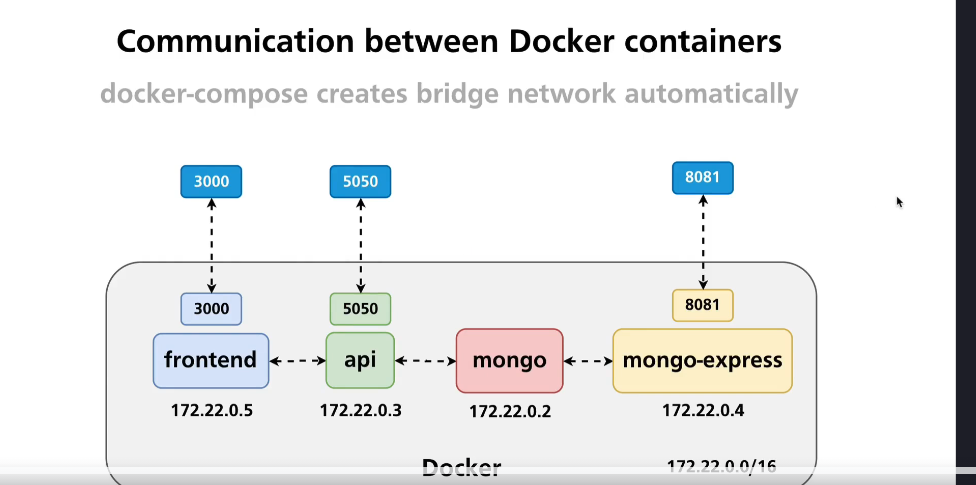 Communication between Docker containers
docker-compose creates bridge network automatically
3000 5050 8081
3000 5050 8081
frontend api mongo mongo-express
172.22.0.5 172.22.0.3 172.22.0.2 172.22.0.4
Docker 172.22.0.0/16